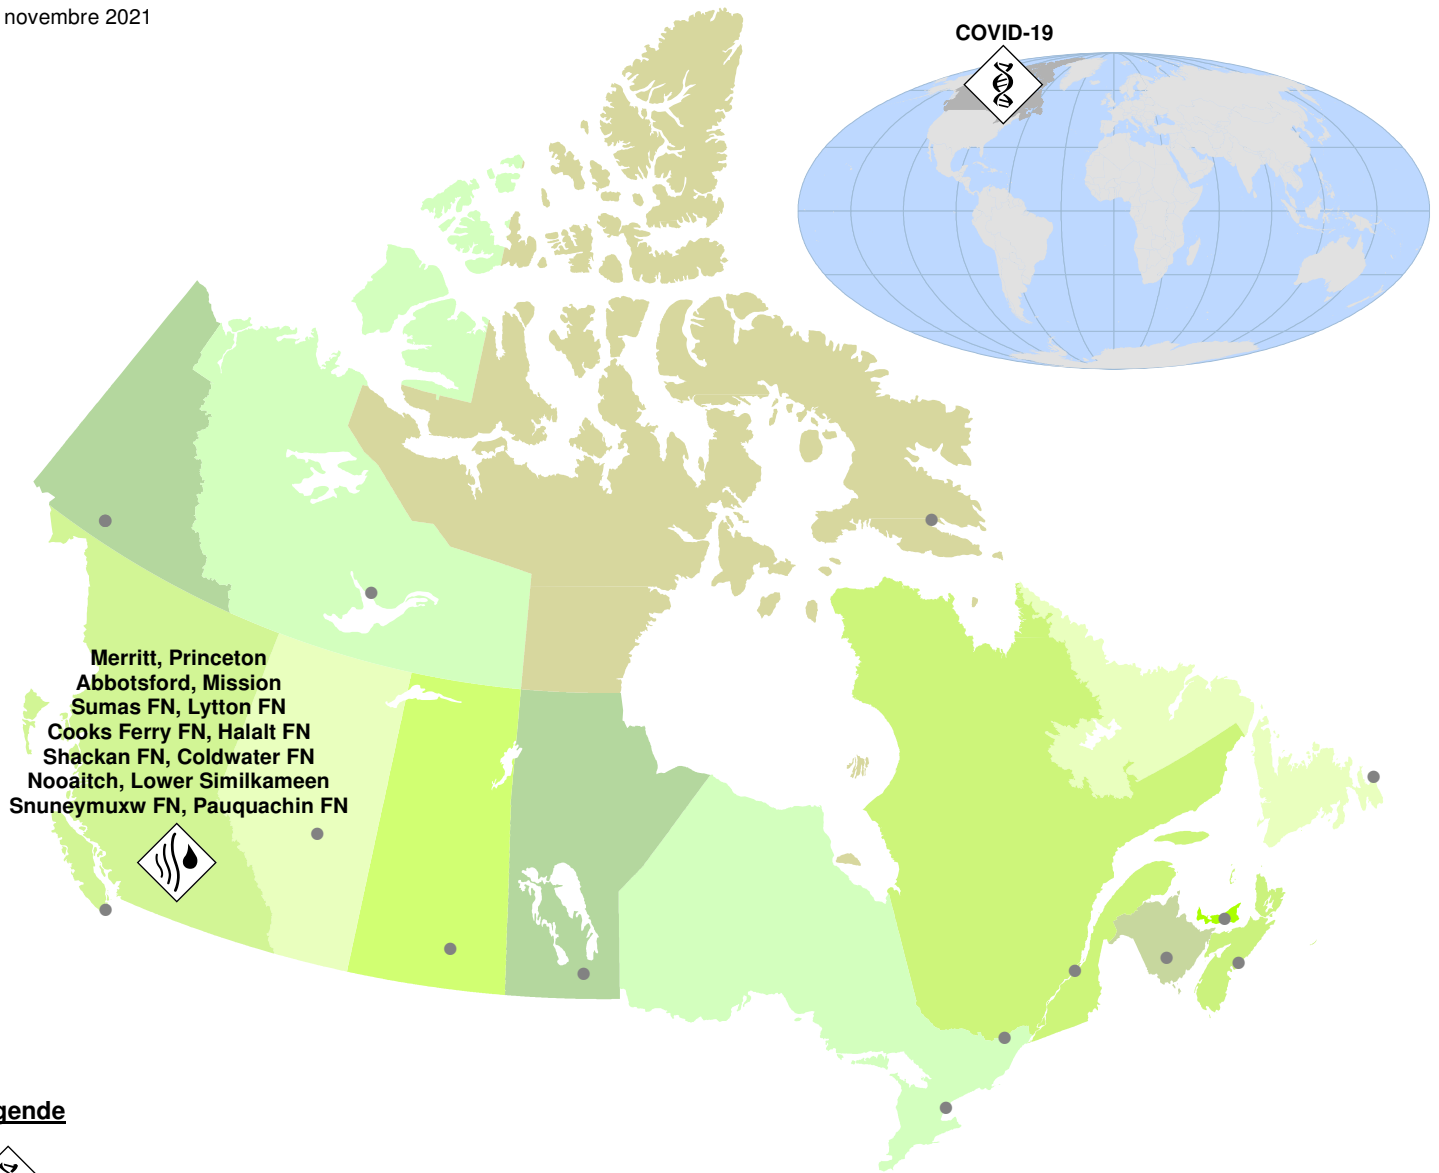 novembre 2021
COVID-19
Merritt, Princeton
Abbotsford, Mission
Sumas FN, Lytton FN
Cooks Ferry FN, Halalt FN
Shackan FN, Coldwater FN
Nooaitch, Lower Similkameen
Snuneymuxw FN, Pauquachin FN
gende